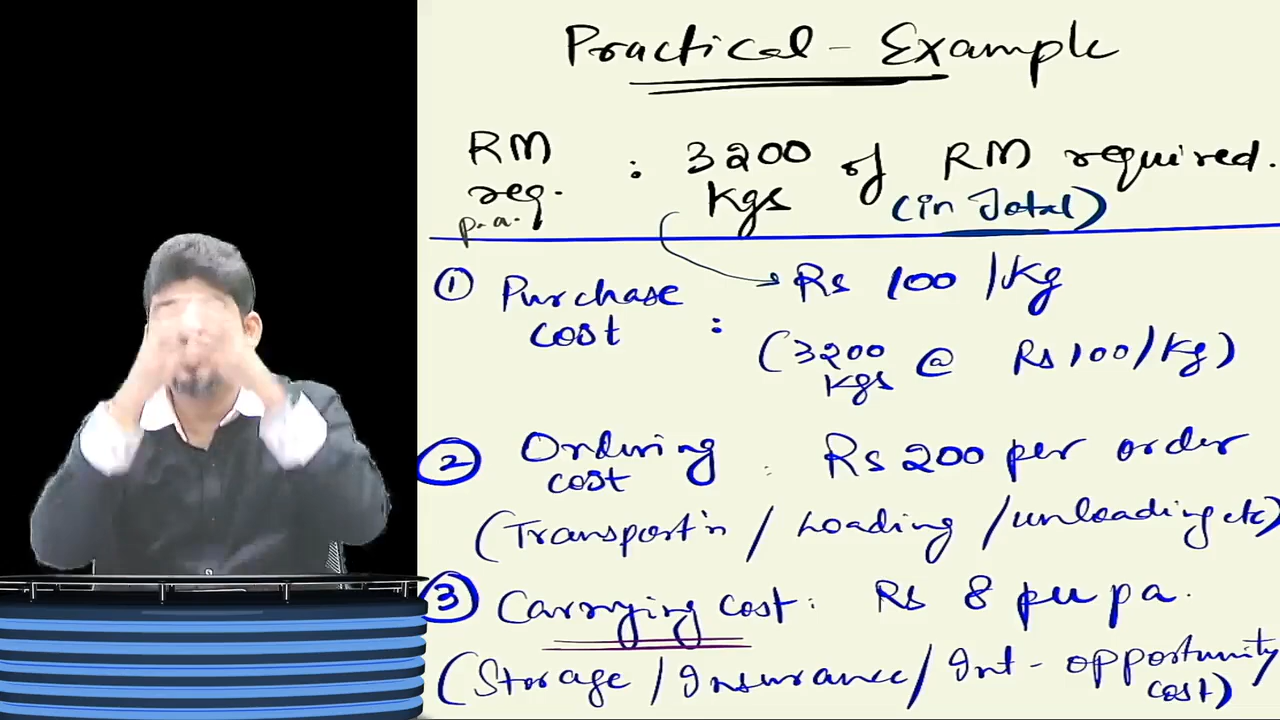 Practical - Example
RM req. p.a. : 3200 kgs of RM required.
(in Total)
① Purchase cost : Rs 100 /Kg
(3200 kgs @ Rs 100/Kg)
② Ordering cost : Rs 200 per order
(Transport'n / Loading / unloading etc)
③ Carrying cost : Rs 8 pu pa.
(Storage / Insurance / Int - opportunity cost)